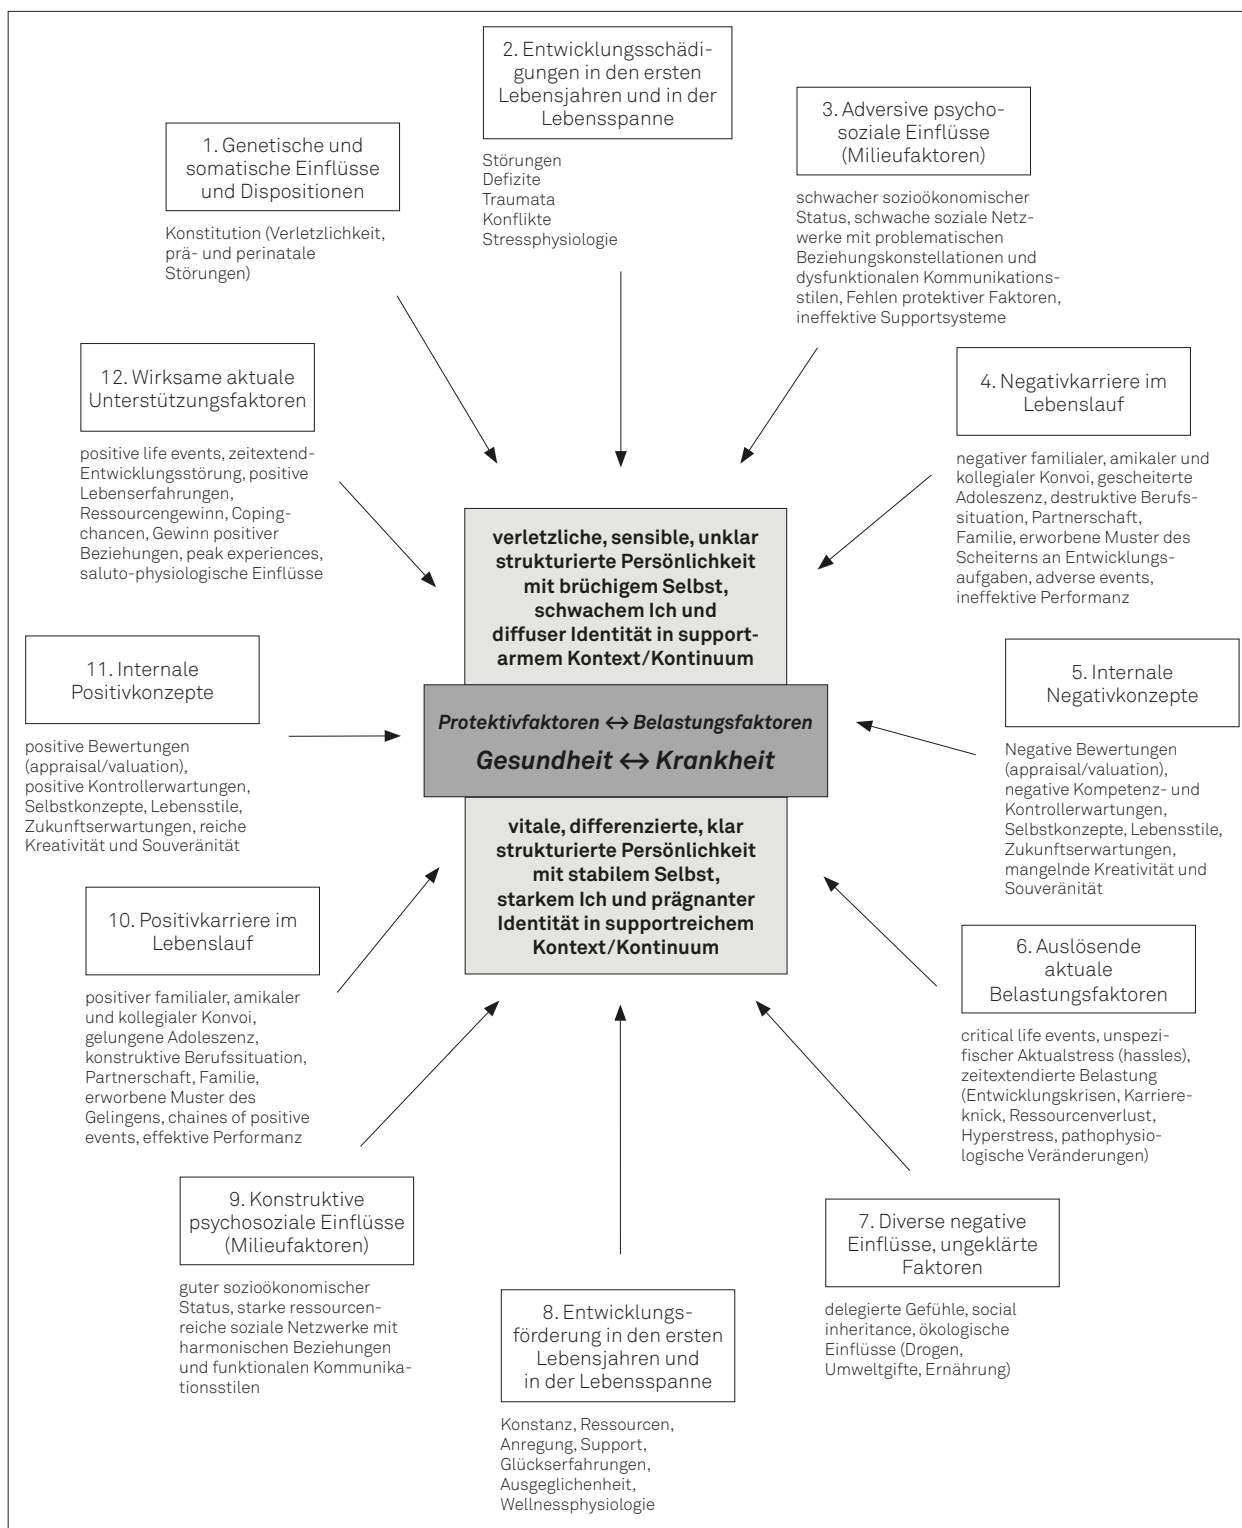 2. Entwicklungsschädi-
gungen in den ersten
Lebensjahren und in der
Lebensspanne
Störungen
Defizite
Traumata
Konflikte
Stressphysiologie
3. Adversive psycho-
soziale Einflüsse
(Milieufaktoren)
schwacher sozioökonomischer
Status, schwache soziale Netz-
werke mit problematischen
Beziehungskonstellationen und
dysfunktionalen Kommunikations-
stilen, Fehlen protektiver Faktoren,
ineffektive Supportsysteme
1. Genetische und
somatische Einflüsse
und Dispositionen
Konstitution (Verletzlichkeit,
prä- und perinatale
Störungen)
12. Wirksame aktuale
Unterstützungsfaktoren
positive life events, zeitextend-
Entwicklungsstörung, positive
Lebenserfahrungen,
Ressourcengewinn, Coping-
chancen, Gewinn positiver
Beziehungen, peak experiences,
saluto-physiologische Einflüsse
4. Negativkarriere im
Lebenslauf
negativer familialer, amikaler und
kollegialer Konvoi, gescheiterte
Adoleszenz, destruktive Berufs-
situation, Partnerschaft,
Familie, erworbene Muster des
Scheiterns an Entwicklungs-
aufgaben, adverse events,
ineffektive Performanz
verletzliche, sensible, unklar
strukturierte Persönlichkeit
mit brüchigem Selbst,
schwachem Ich und
diffuser Identität in support-
armem Kontext/Kontinuum
Protektivfaktoren ↔ Belastungsfaktoren
Gesundheit ↔ Krankheit
vitale, differenzierte, klar
strukturierte Persönlichkeit
mit stabilem Selbst,
starkem Ich und prägnanter
Identität in supportreichem
Kontext/Kontinuum
11. Internale
Positivkonzepte
positive Bewertungen
(appraisal/valuation),
positive Kontrollerwartungen,
Selbstkonzepte, Lebensstile,
Zukunftserwartungen, reiche
Kreativität und Souveränität
5. Internale
Negativkonzepte
Negative Bewertungen
(appraisal/valuation),
negative Kompetenz- und
Kontrollerwartungen,
Selbstkonzepte, Lebensstile,
Zukunftserwartungen,
mangelnde Kreativität und
Souveränität
10. Positivkarriere im
Lebenslauf
positiver familialer, amikaler
und kollegialer Konvoi,
gelungene Adoleszenz,
konstruktive Berufssituation,
Partnerschaft, Familie,
erworbene Muster des
Gelingens, chaines of positive
events, effektive Performanz
6. Auslösende
aktuale
Belastungsfaktoren
critical life events, unspezi-
fischer Aktualstress (hassles),
zeitextendierte Belastung
(Entwicklungskrisen, Karriere-
knick, Ressourcenverlust,
Hyperstress, pathophysio-
logische Veränderungen)
9. Konstruktive
psychosoziale Einflüsse
(Milieufaktoren)
guter sozioökonomischer
Status, starke ressourcen-
reiche soziale Netzwerke mit
harmonischen Beziehungen
und funktionalen Kommunika-
tionsstilen
7. Diverse negative
Einflüsse, ungeklärte
Faktoren
delegierte Gefühle, social
inheritance, ökologische
Einflüsse (Drogen,
Umweltgifte, Ernährung)
8. Entwicklungs-
förderung in den ersten
Lebensjahren und
in der Lebensspanne
Konstanz, Ressourcen,
Anregung, Support,
Glückserfahrungen,
Ausgeglichenheit,
Wellnessphysiologie